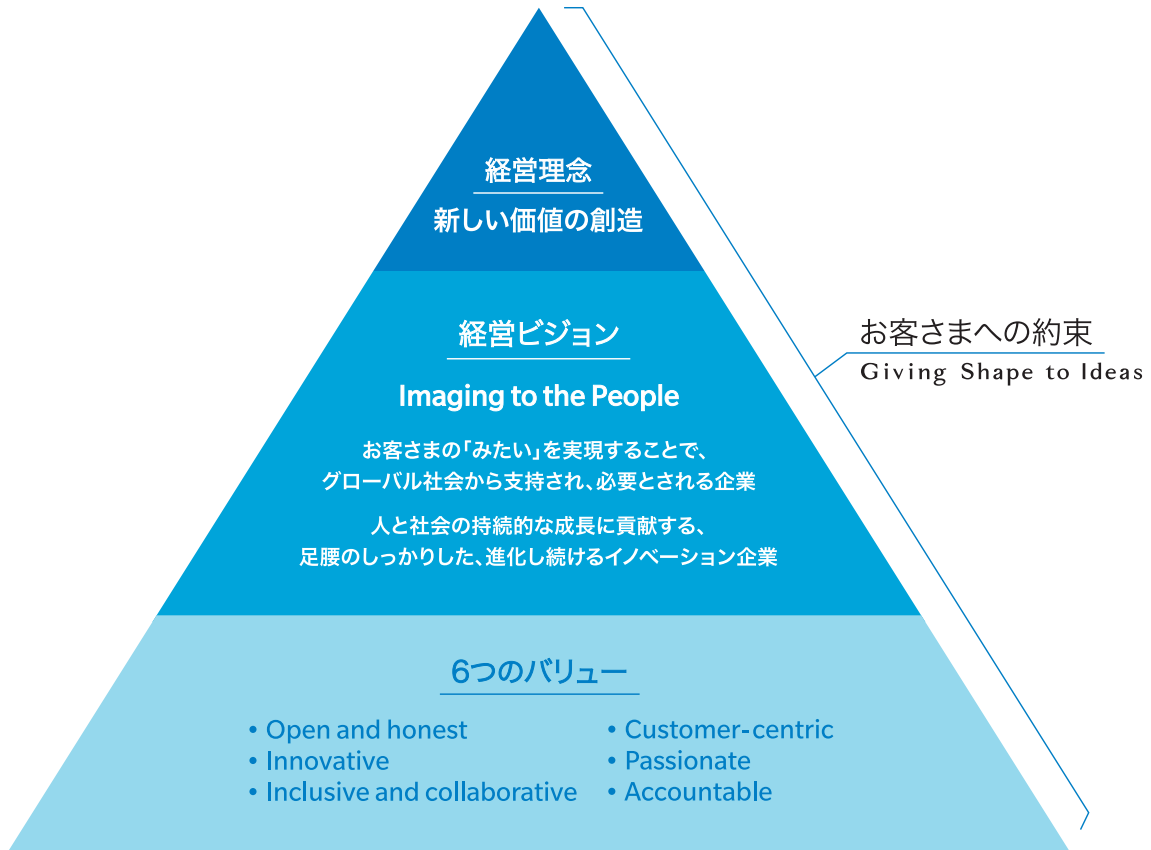 経営理念
新しい価値の創造
経営ビジョン
Imaging to the People
お客さまの「みたい」を実現することで、
グローバル社会から支持され、必要とされる企業
人と社会の持続的な成長に貢献する、
足腰のしっかりした、進化し続けるイノベーション企業
お客さまへの約束
Giving Shape to Ideas
6つのバリュー
• Open and honest
• Innovative
• Inclusive and collaborative
• Customer-centric
• Passionate
• Accountable